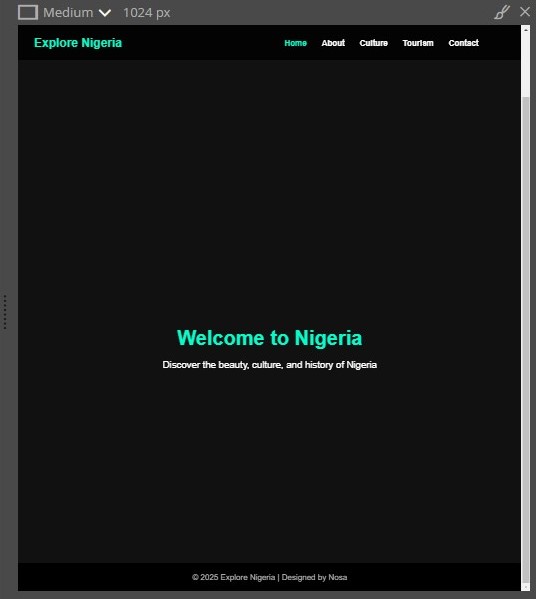 Medium 1024 px
Explore Nigeria Home About Culture Tourism Contact
Welcome to Nigeria
Discover the beauty, culture, and history of Nigeria
© 2025 Explore Nigeria | Designed by Nosa